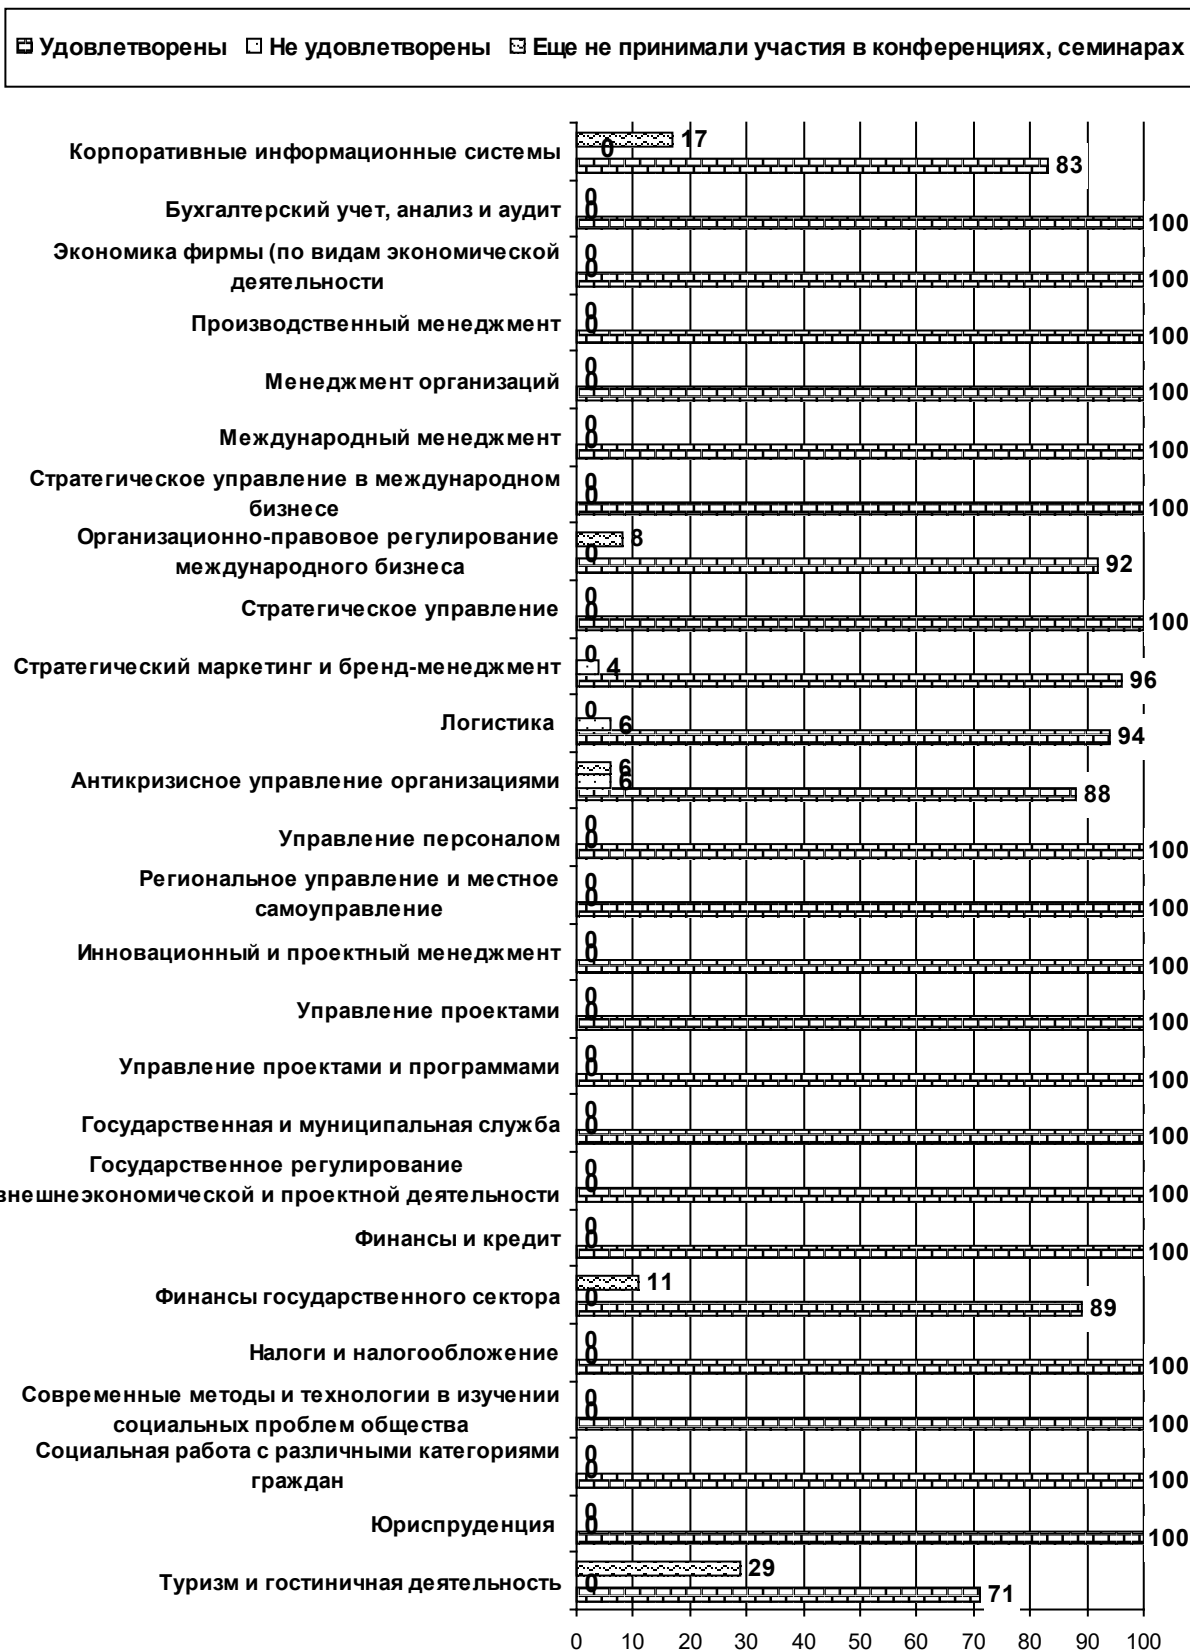 Удовлетворены Не удовлетворены Еще не принимали участия в конференциях, семинарах
17
Корпоративные информационные системы 0
83
0
Бухгалтерский учет, анализ и аудит 0
100
Экономика фирмы (по видам экономической 0
деятельности 0
100
0
Производственный менеджмент 0
100
0
Менеджмент организаций 0
100
0
Международный менеджмент 0
100
Стратегическое управление в международном 0
бизнесе 0
100
Организационно-правовое регулирование 8
международного бизнеса 0
92
0
Стратегическое управление 0
100
0
Стратегический маркетинг и бренд-менеджмент 4
96
0
Логистика 6
94
6
Антикризисное управление организациями 6
88
0
Управление персоналом 0
100
Региональное управление и местное 0
самоуправление 0
100
0
Инновационный и проектный менеджмент 0
100
0
Управление проектами 0
100
0
Управление проектами и программами 0
100
0
Государственная и муниципальная служба 0
100
Государственное регулирование 0
внешнеэкономической и проектной деятельности 0
100
0
Финансы и кредит 0
100
11
Финансы государственного сектора 0
89
0
Налоги и налогообложение 0
100
Современные методы и технологии в изучении 0
социальных проблем общества 0
100
Социальная работа с различными категориями 0
граждан 0
100
0
Юриспруденция 0
100
29
Туризм и гостиничная деятельность 0
71
0 10 20 30 40 50 60 70 80 90 100